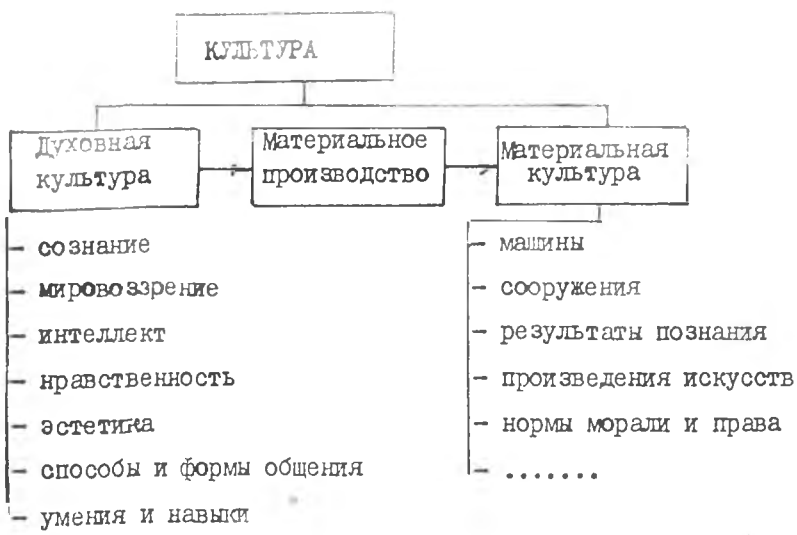 КУЛЬТУРА
Духовная
культура
Материальное
производство
Материальная
культура
- сознание
- мировоззрение
- интеллект
- нравственность
- эстетика
- способы и формы общения
- умения и навыки
- машины
- сооружения
- результаты познания
- произведения искусств
- нормы морали и права
- .......